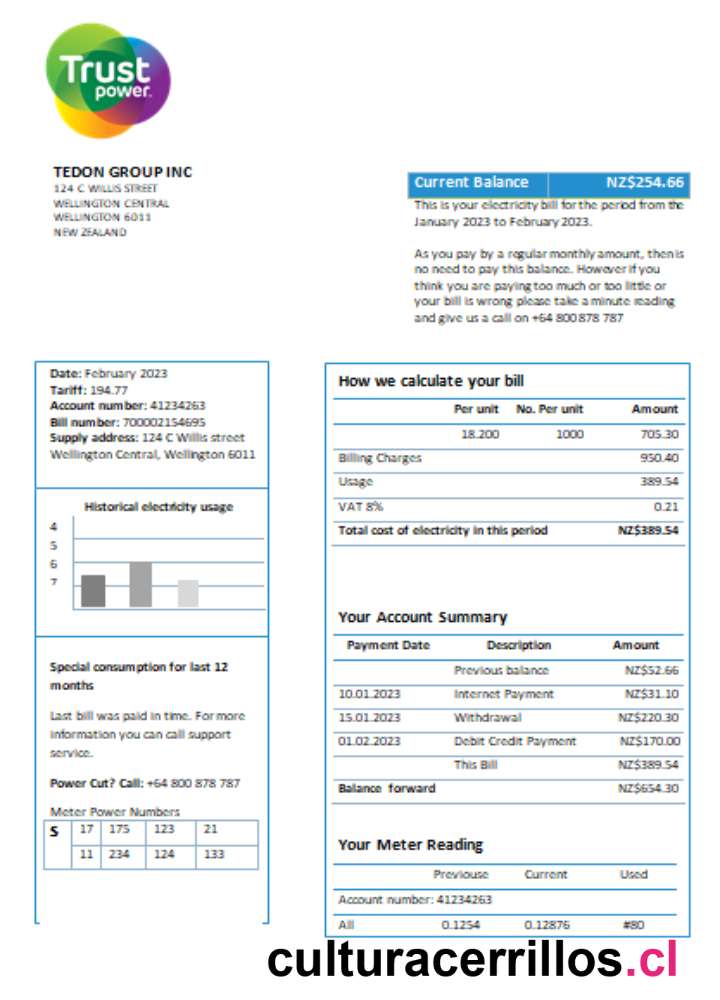 Trust
power.
TEDON GROUP INC
124 C WILLIS STREET
WELLINGTON CENTRAL
WELLINGTON 6011
NEW ZEALAND
Current Balance NZ$254.66
This is your electricity bill for the period from the
January 2023 to February 2023.
As you pay by a regular monthly amount, then is
no need to pay this balance. However if you
think you are paying too much or too little or
your bill is wrong please take a minute reading
and give us a call on +64 800 878 787
Date: February 2023
Tariff: 194.77
Account number: 41234263
Bill number: 700002154695
Supply address: 124 C Willis street
Wellington Central, Wellington 6011
Historical electricity usage
4
5
6
7
Special consumption for last 12
months
Last bill was paid in time. For more
information you can call support
service.
Power Cut? Call: +64 800 878 787
Meter Power Numbers
S 17 175 123 21
11 234 124 133
How we calculate your bill
Per unit No. Per unit Amount
18.200 1000 705.30
Billing Charges 950.40
Usage 389.54
VAT 8% 0.21
Total cost of electricity in this period NZ$389.54
Your Account Summary
Payment Date Description Amount
Previous balance NZ$52.66
10.01.2023 Internet Payment NZ$31.10
15.01.2023 Withdrawal NZ$220.30
01.02.2023 Debit Credit Payment NZ$170.00
This Bill NZ$389.54
Balance forward NZ$654.30
Your Meter Reading
Previouse Current Used
Account number: 41234263
All 0.1254 0.12876 #80
culturacerrillos.cl